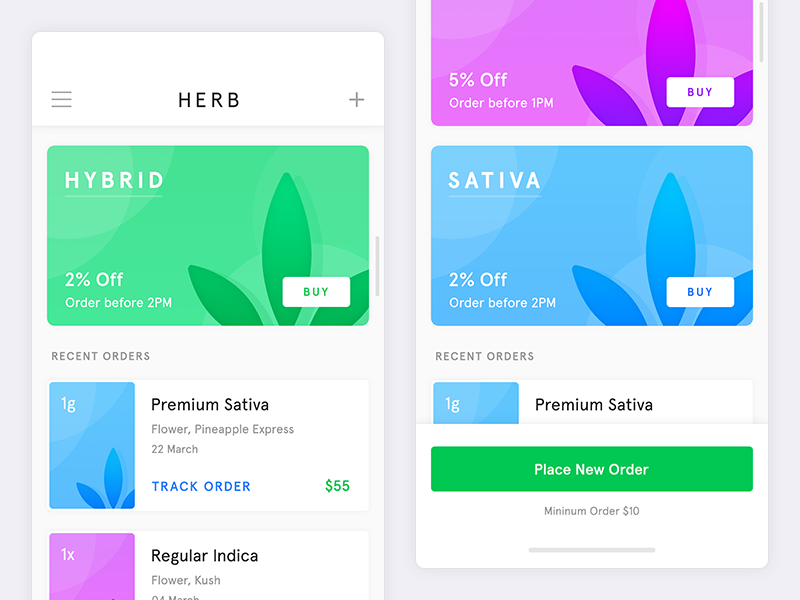 HERB
HYBRID
2% Off
Order before 2PM
BUY
RECENT ORDERS
1g
Premium Sativa
Flower, Pineapple Express
22 March
TRACK ORDER
$55
1x
Regular Indica
Flower, Kush
04 March
5% Off
Order before 1PM
BUY
SATIVA
2% Off
Order before 2PM
BUY
RECENT ORDERS
1g
Premium Sativa
Place New Order
Mininum Order $10